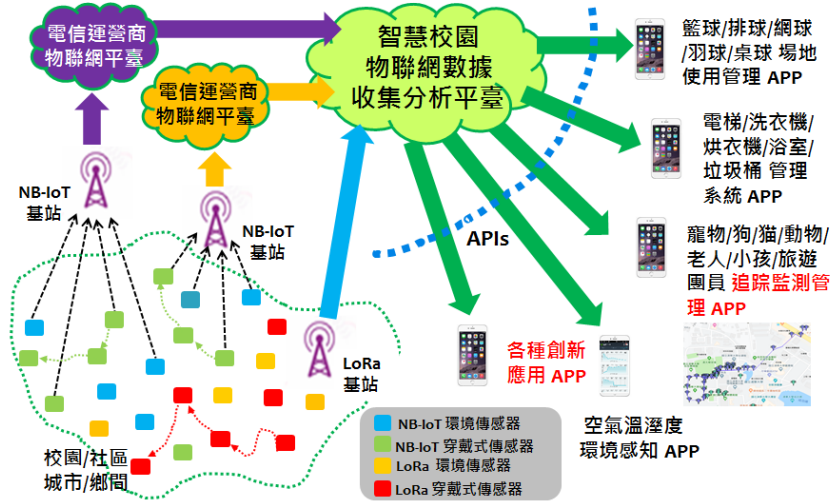 電信運營商
物聯網平臺
電信運營商
物聯網平臺
智慧校園
物聯網數據
收集分析平臺
籃球/排球/網球
/羽球/桌球 場地
使用管理 APP
電梯/洗衣機/
烘衣機/浴室/
垃圾桶 管理
系統 APP
寵物/狗/猫/動物/
老人/小孩/旅遊
團員 追踪監測管
理 APP
NB-IoT
基站
NB-IoT
基站
APIs
LoRa
基站
各種創新
應用 APP
空氣溫溼度
環境感知 APP
校園/社區
城市/鄉間
NB-IoT 環境傳感器
NB-IoT 穿戴式傳感器
LoRa 環境傳感器
LoRa 穿戴式傳感器